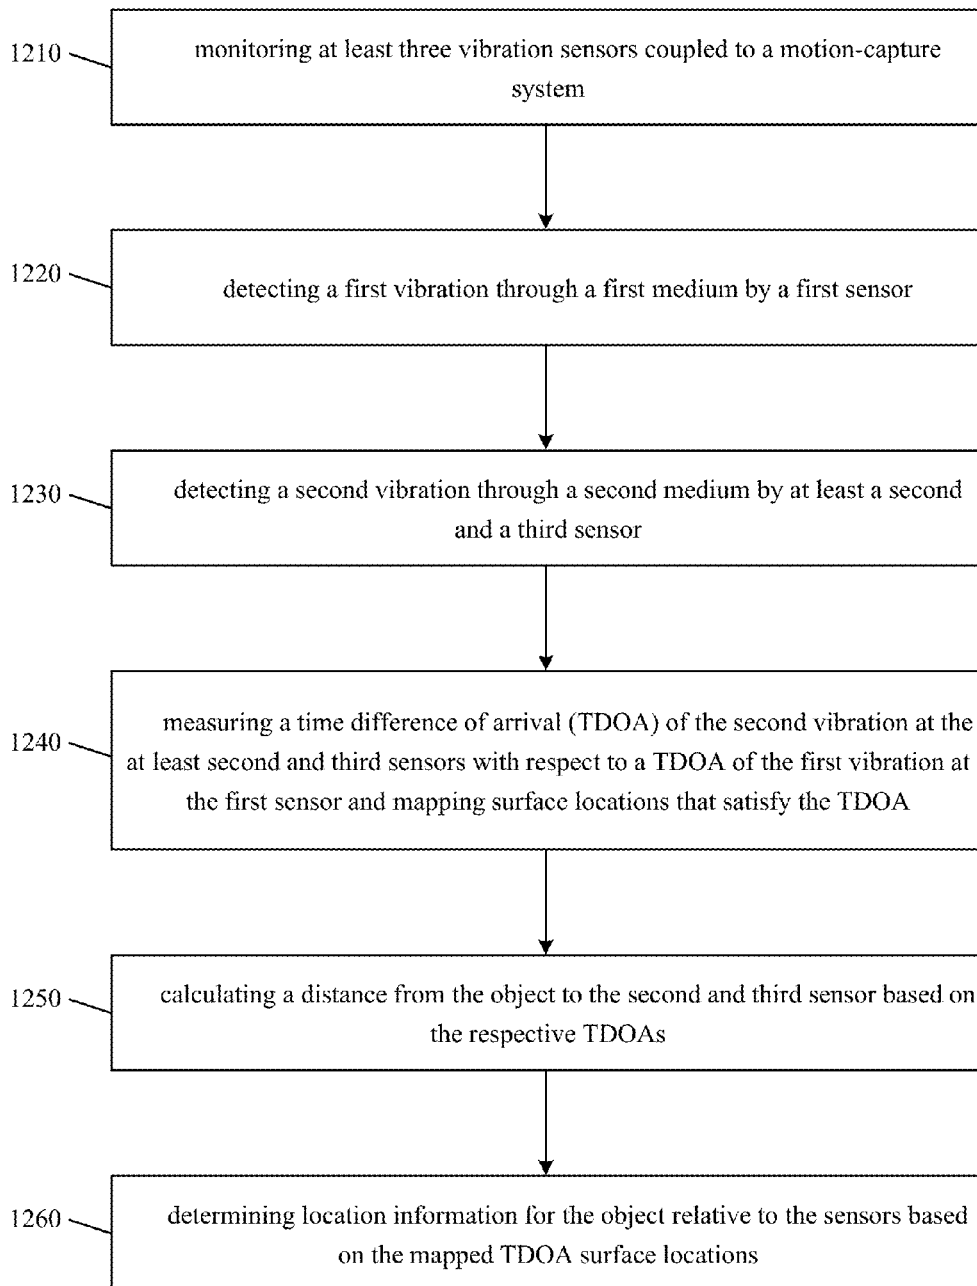 1210
monitoring at least three vibration sensors coupled to a motion-capture
system
1220
detecting a first vibration through a first medium by a first sensor
1230
detecting a second vibration through a second medium by at least a second
and a third sensor
1240
measuring a time difference of arrival (TDOA) of the second vibration at the
at least second and third sensors with respect to a TDOA of the first vibration at
the first sensor and mapping surface locations that satisfy the TDOA
1250
calculating a distance from the object to the second and third sensor based on
the respective TDOAs
1260
determining location information for the object relative to the sensors based
on the mapped TDOA surface locations